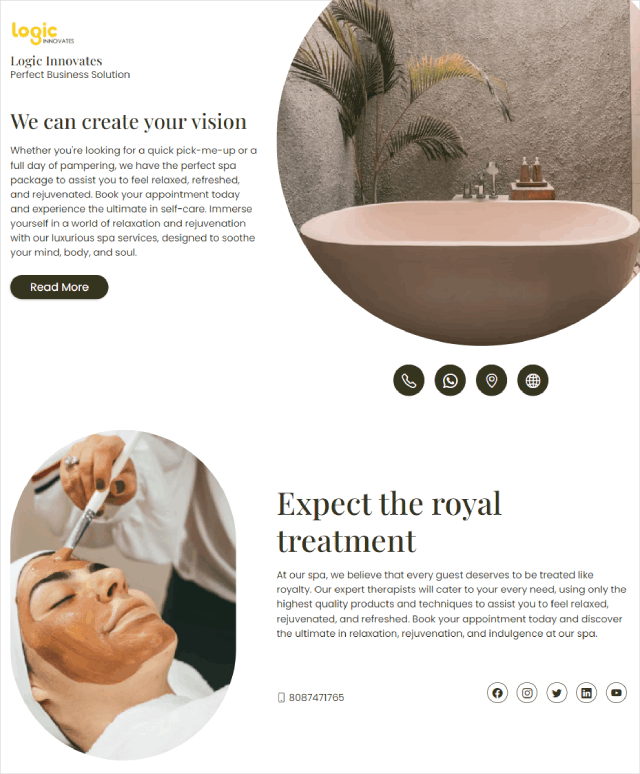 logic
INNOVATES
Logic Innovates
Perfect Business Solution
We can create your vision
Whether you're looking for a quick pick-me-up or a
full day of pampering, we have the perfect spa
package to assist you to feel relaxed, refreshed,
and rejuvenated. Book your appointment today
and experience the ultimate in self-care. Immerse
yourself in a world of relaxation and rejuvenation
with our luxurious spa services, designed to soothe
your mind, body, and soul.
Read More
Expect the royal
treatment
At our spa, we believe that every guest deserves to be treated like
royalty. Our expert therapists will cater to your every need, using only the
highest quality products and techniques to assist you to feel relaxed,
rejuvenated, and refreshed. Book your appointment today and discover
the ultimate in relaxation, rejuvenation, and indulgence at our spa.
8087471765